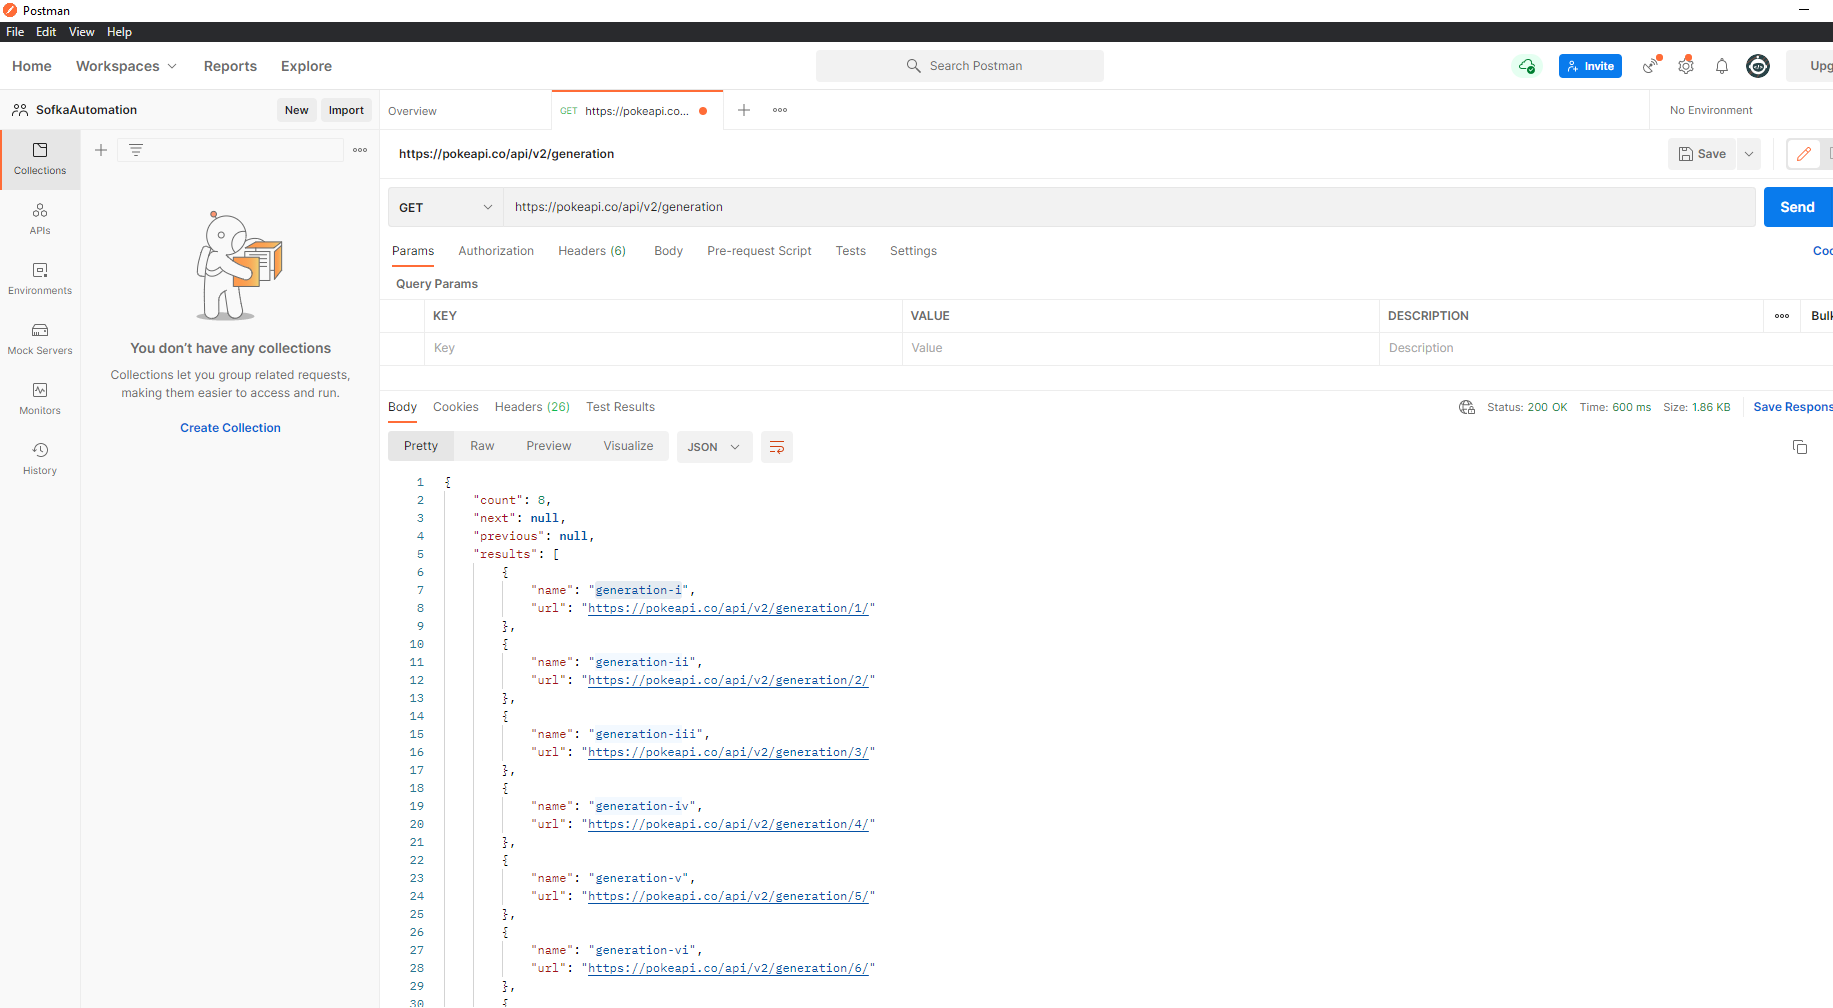 Postman
File Edit View Help
Home Workspaces Reports Explore Search Postman Invite Upg
SofkaAutomation New Import Overview GET https://pokeapi.co... No Environment
https://pokeapi.co/api/v2/generation Save
Collections
APIs
Environments
Mock Servers
Monitors
History
You don't have any collections
Collections let you group related requests,
making them easier to access and run.
Create Collection
GET https://pokeapi.co/api/v2/generation Send
Params Authorization Headers (6) Body Pre-request Script Tests Settings Coo
Query Params
KEY VALUE DESCRIPTION Bulk
Key Value Description
Body Cookies Headers (26) Test Results Status: 200 OK Time: 600 ms Size: 1.86 KB Save Respons
Pretty Raw Preview Visualize JSON
1 {
2 "count": 8,
3 "next": null,
4 "previous": null,
5 "results": [
6 {
7 "name": "generation-i",
8 "url": "https://pokeapi.co/api/v2/generation/1/"
9 },
10 {
11 "name": "generation-ii",
12 "url": "https://pokeapi.co/api/v2/generation/2/"
13 },
14 {
15 "name": "generation-iii",
16 "url": "https://pokeapi.co/api/v2/generation/3/"
17 },
18 {
19 "name": "generation-iv",
20 "url": "https://pokeapi.co/api/v2/generation/4/"
21 },
22 {
23 "name": "generation-v",
24 "url": "https://pokeapi.co/api/v2/generation/5/"
25 },
26 {
27 "name": "generation-vi",
28 "url": "https://pokeapi.co/api/v2/generation/6/"
29 },
30 {